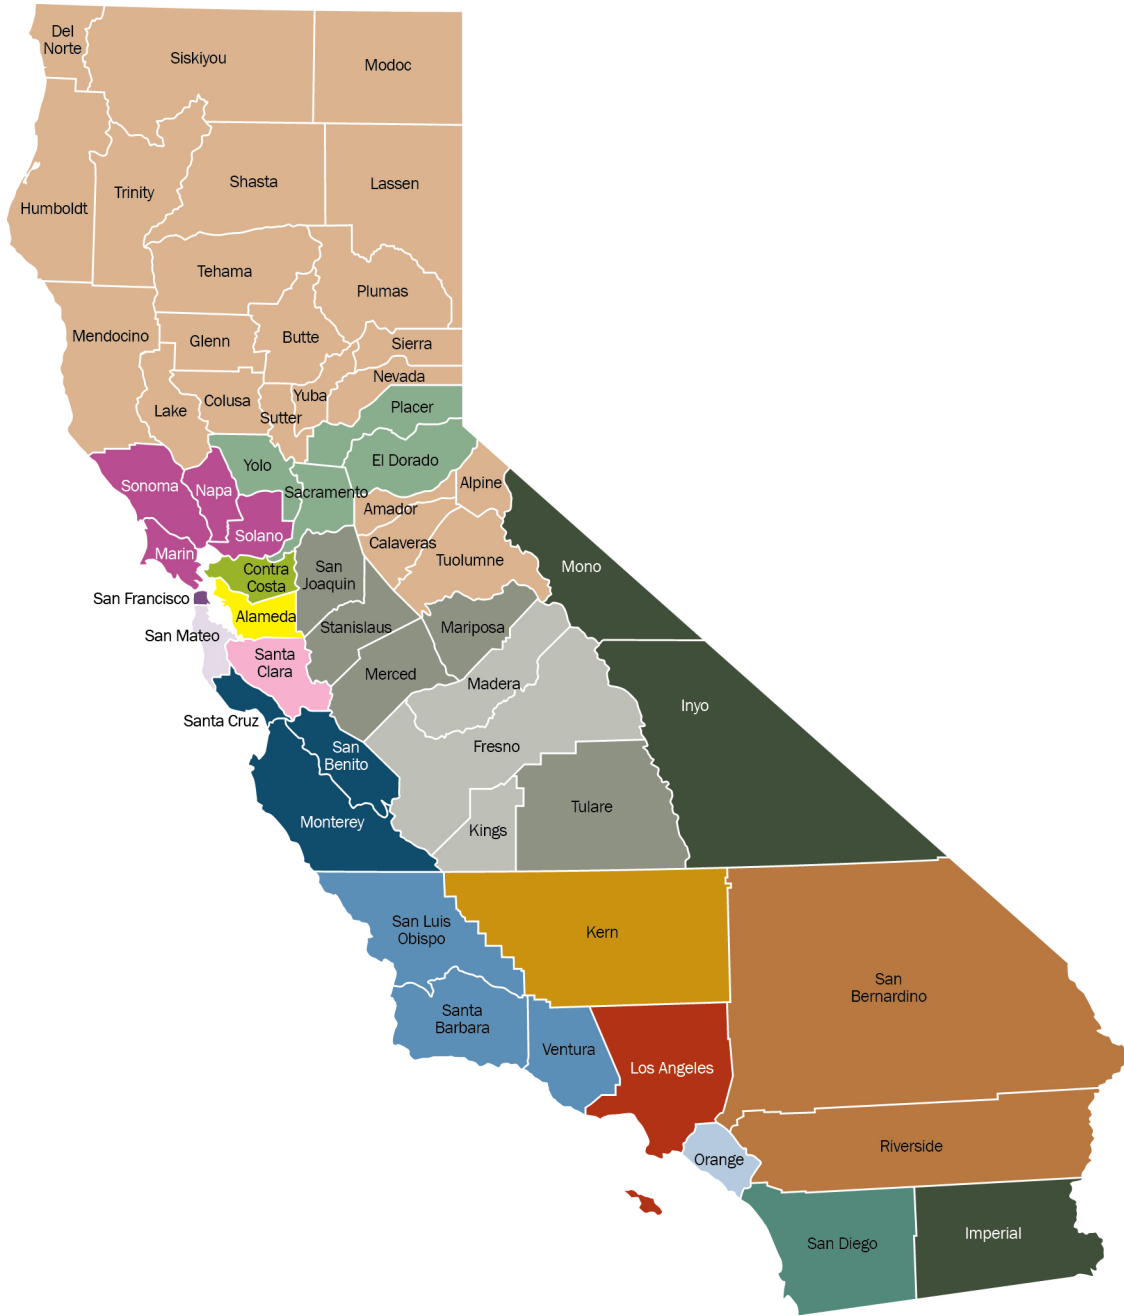 Del
Norte
Siskiyou
Modoc
Humboldt
Trinity
Shasta
Lassen
Tehama
Plumas
Mendocino
Glenn
Butte
Sierra
Nevada
Lake
Colusa
Sutter
Yuba
Placer
Yolo
El Dorado
Sonoma
Napa
Sacramento
Alpine
Amador
Solano
Marin
Calaveras
Tuolumne
Mono
Contra
Costa
San
Joaquin
San Francisco
Alameda
San Mateo
Stanislaus
Mariposa
Santa
Clara
Merced
Madera
Inyo
Santa Cruz
San
Benito
Fresno
Monterey
Kings
Tulare
San Luis
Obispo
Kern
San
Bernardino
Santa
Barbara
Ventura
Los Angeles
Orange
Riverside
San Diego
Imperial